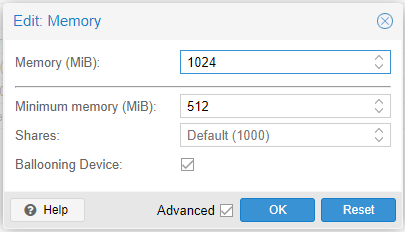 Edit: Memory
Memory (MiB): 1024
Minimum memory (MiB): 512
Shares: Default (1000)
Ballooning Device:
Help Advanced OK Reset